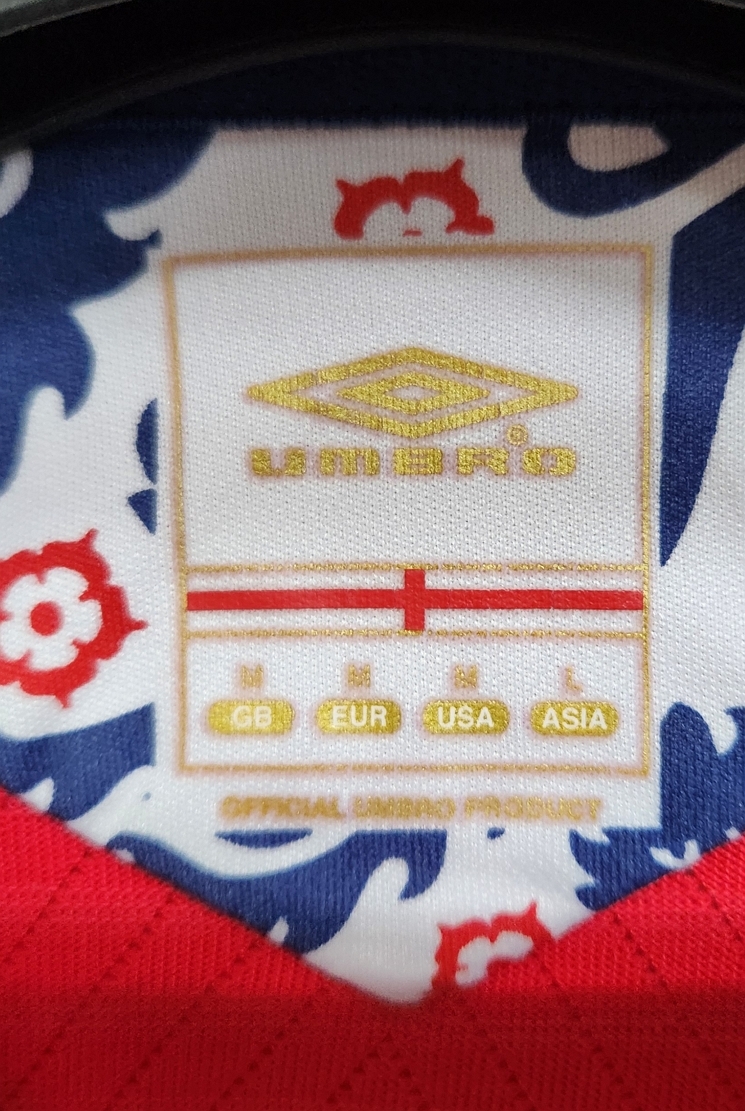 UMBRO®
M M M L
GB EUR USA ASIA
OFFICIAL UMBRO PRODUCT